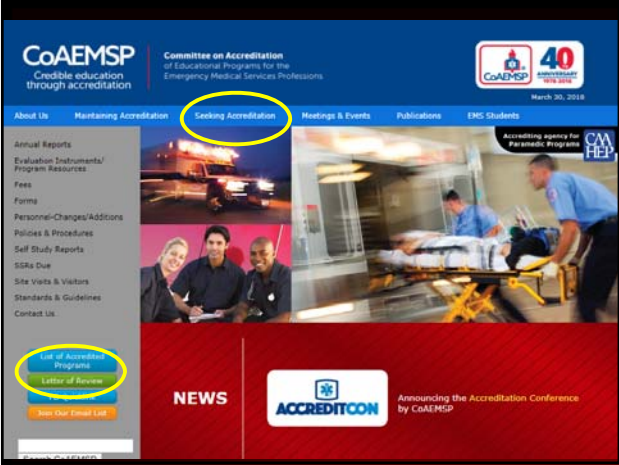 CoAEMSP
Credible education
through accreditation
Committee on Accreditation
of Educational Programs for the
Emergency Medical Services Professions
CoAEMSP
40
ANNIVERSARY
1978-2018
March 30, 2018
About Us
Maintaining Accreditation
Seeking Accreditation
Meetings & Events
Publications
EMS Students
Annual Reports
Evaluation Instruments/
Program Resources
Fees
Forms
Personnel-Changes/Additions
Policies & Procedures
Self Study Reports
SSRs Due
Site Visits & Visitors
Standards & Guidelines
Contact Us
Accrediting agency for
Paramedic Programs
CAA
HEP
List of Accredited
Programs
Letter of Review
Join Our Email List
Search CoAEMSP
NEWS
ACCREDITCON
Announcing the Accreditation Conference
by CoAEMSP